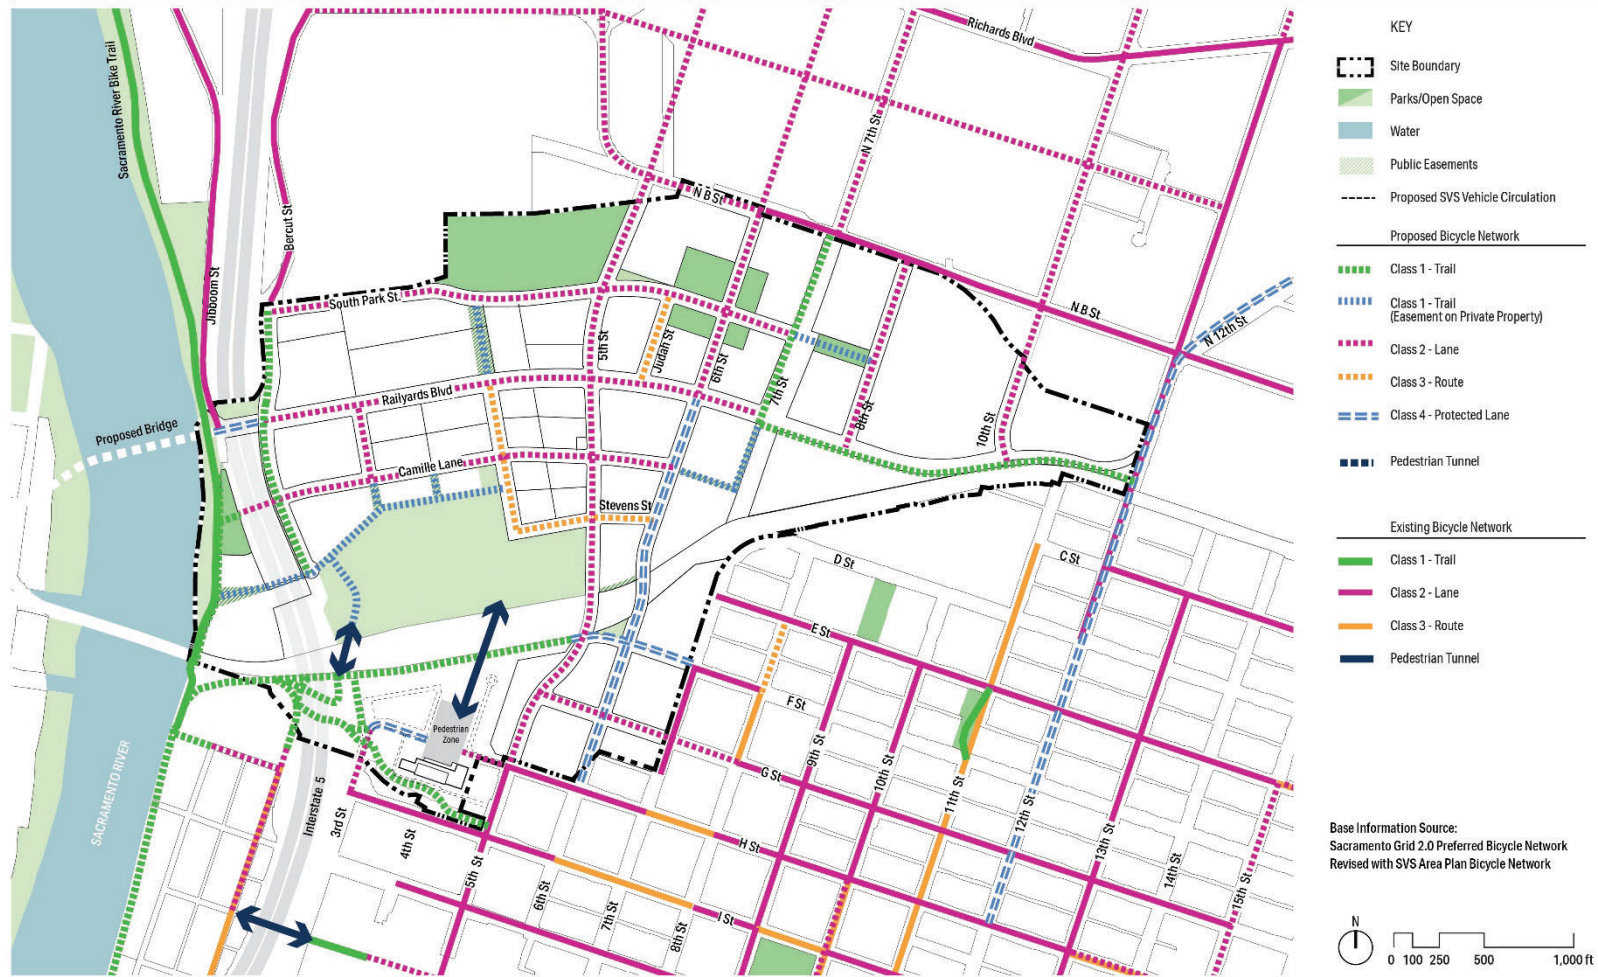 Richards Blvd
Sacramento River Bike Trail
N 7th St
Bercut St
N B St
Jibboom St
South Park St.
N B St
N 12th St
5th St
Judah St
6th St
7th St
8th St
10th St
Railyards Blvd
Proposed Bridge
Camille Lane
Stevens St
D St
C St
E St
F St
Pedestrian
Zone
9th St
10th St
G St
11th St
12th St
13th St
14th St
15th St
SACRAMENTO RIVER
Interstate 5
3rd St
4th St
5th St
H St
6th St
7th St
8th St
I St
KEY
Site Boundary
Parks/Open Space
Water
Public Easements
Proposed SVS Vehicle Circulation
Proposed Bicycle Network
Class 1 - Trail
Class 1 - Trail
(Easement on Private Property)
Class 2 - Lane
Class 3 - Route
Class 4 - Protected Lane
Pedestrian Tunnel
Existing Bicycle Network
Class 1 - Trail
Class 2 - Lane
Class 3 - Route
Pedestrian Tunnel
Base Information Source:
Sacramento Grid 2.0 Preferred Bicycle Network
Revised with SVS Area Plan Bicycle Network
N
0 100 250 500 1,000 ft